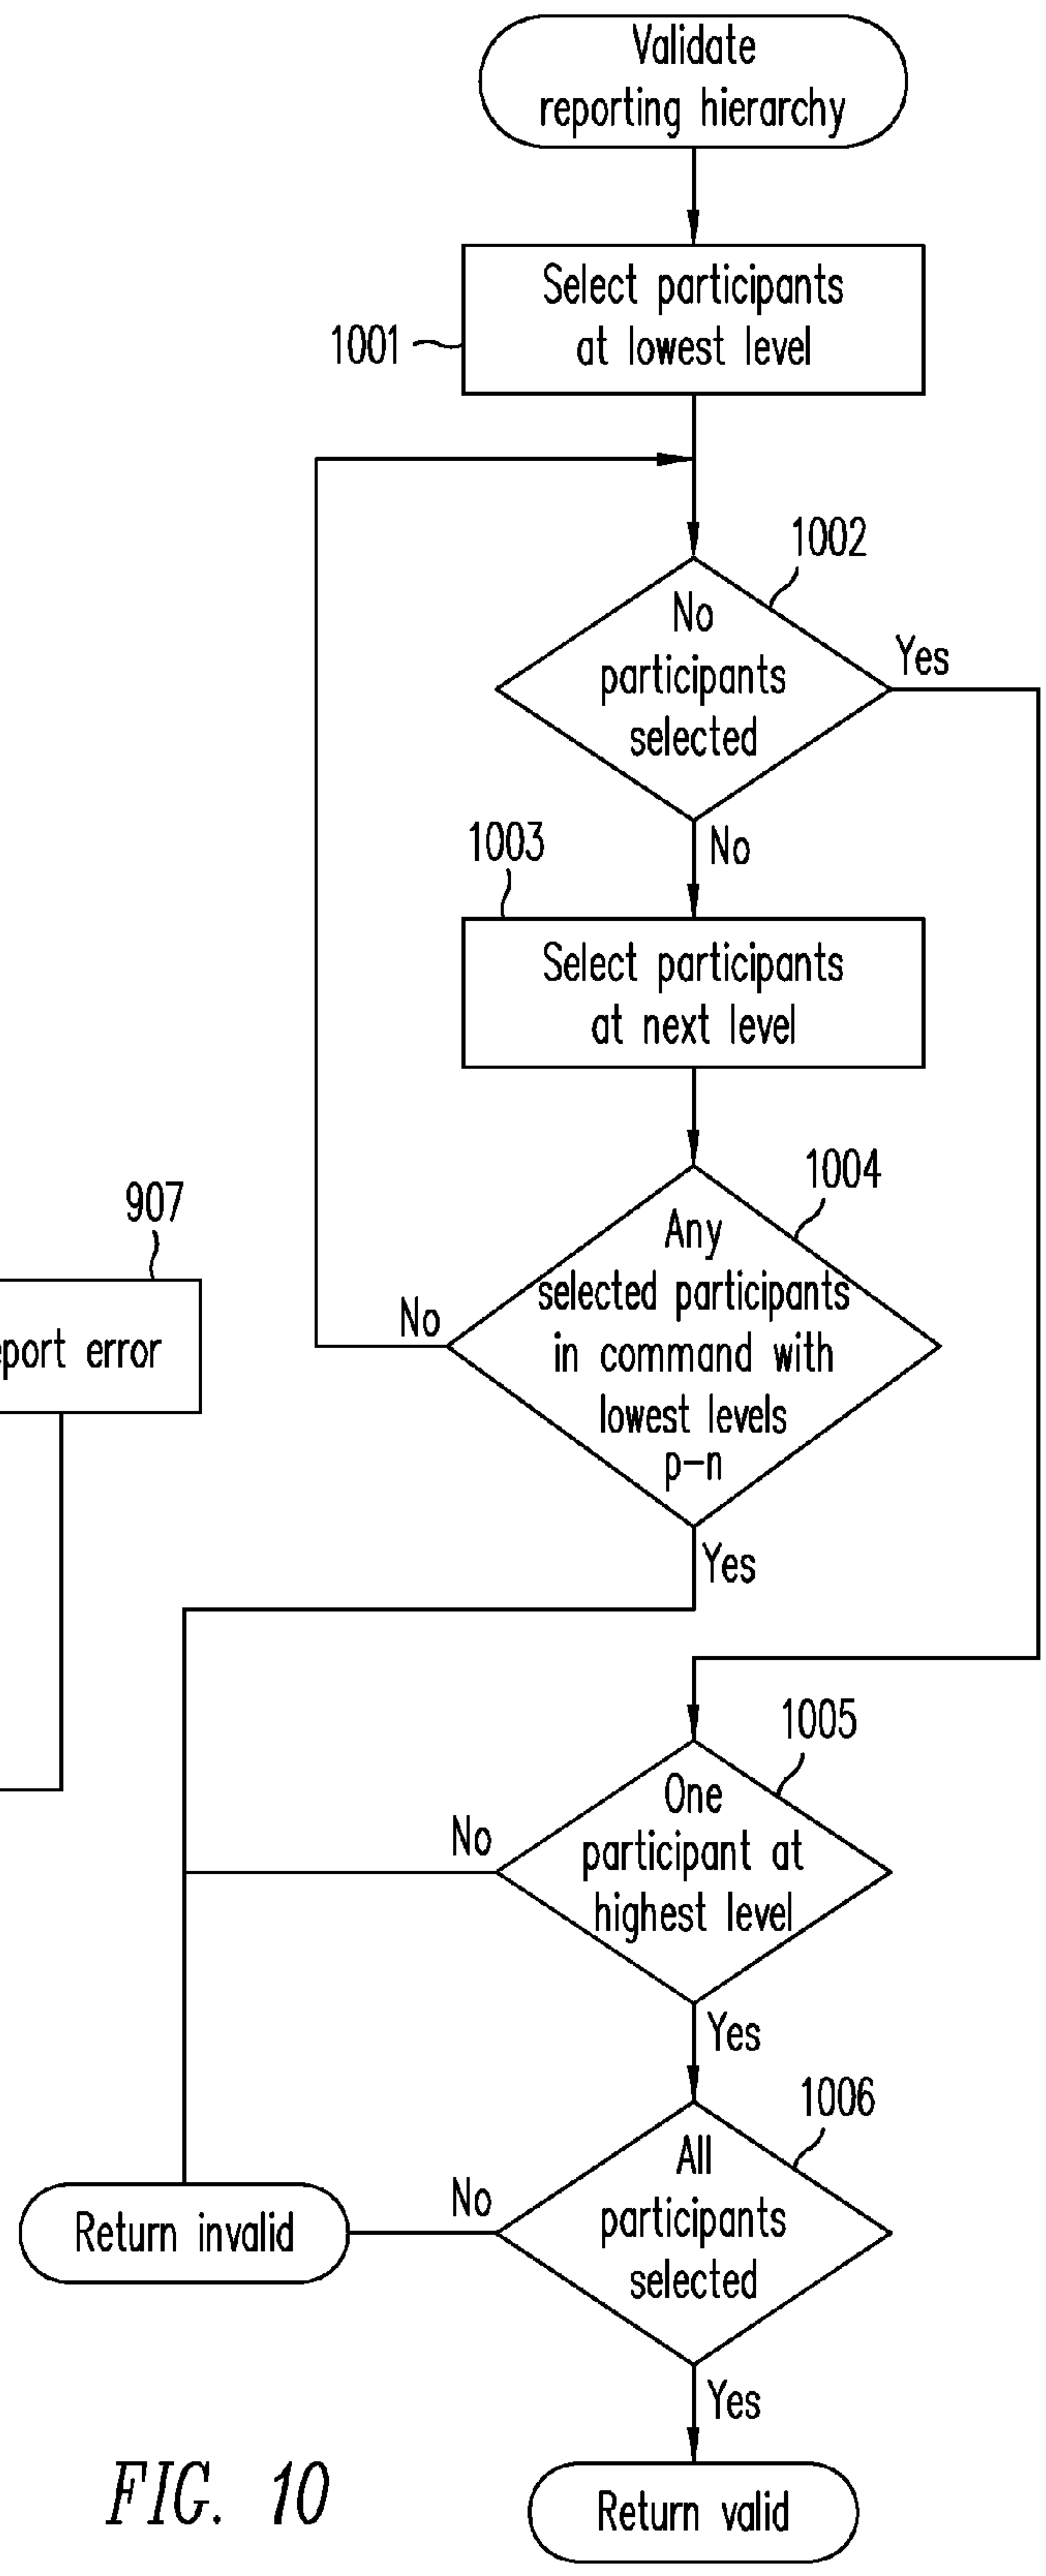 Validate
reporting hierarchy
Select participants
at lowest level
1001
1002
No
participants
selected
Yes
No
1003
Select participants
at next level
1004
Any
selected participants
in command with
lowest levels
p-n
No
Yes
907
port error
1005
One
participant at
highest level
No
Yes
1006
All
participants
selected
No
Return invalid
Yes
Return valid
FIG. 10